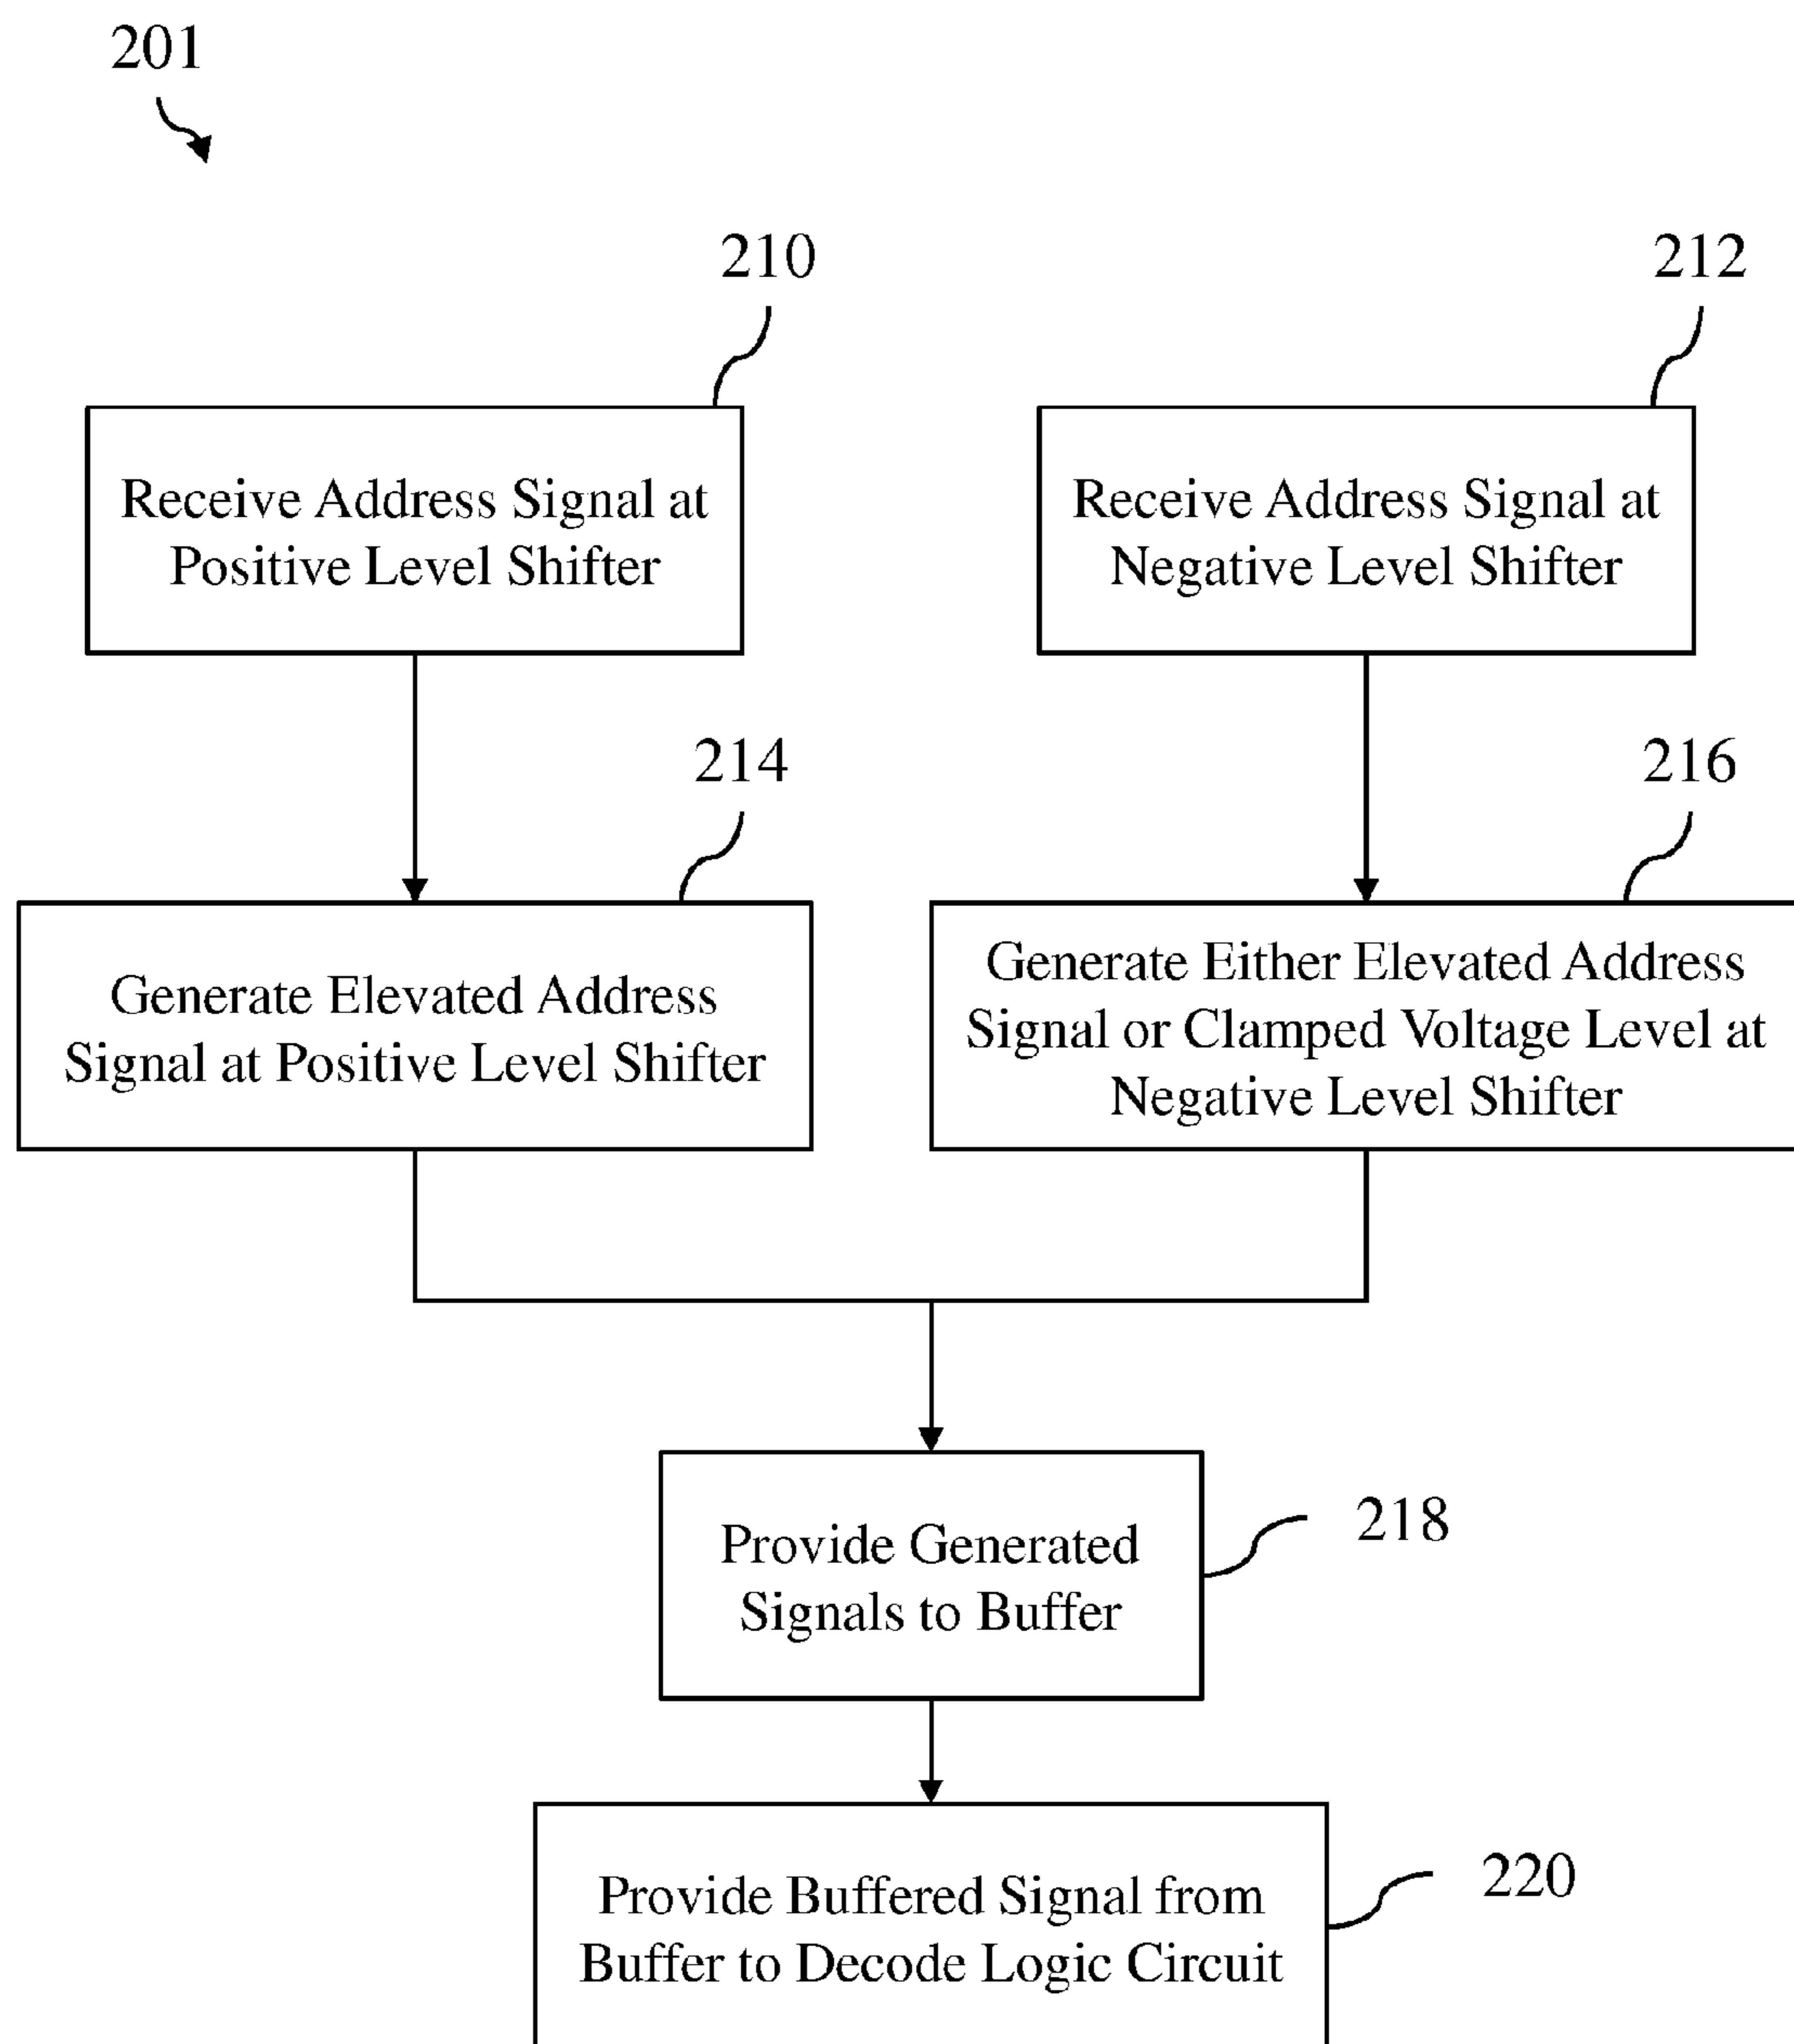 201
210
212
Receive Address Signal at
Positive Level Shifter
Receive Address Signal at
Negative Level Shifter
214
216
Generate Elevated Address
Signal at Positive Level Shifter
Generate Either Elevated Address
Signal or Clamped Voltage Level at
Negative Level Shifter
Provide Generated
Signals to Buffer
218
Provide Buffered Signal from
Buffer to Decode Logic Circuit
220